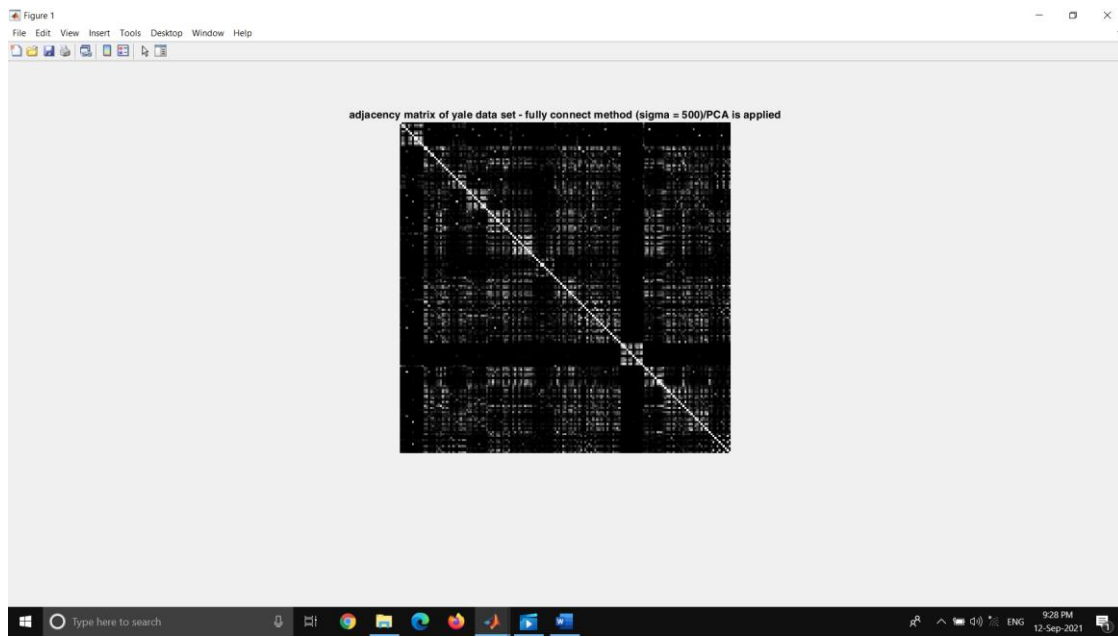 Figure 1
File Edit View Insert Tools Desktop Window Help
adjacency matrix of yale data set - fully connect method (sigma = 500)/PCA is applied
Type here to search
ENG
9:28 PM
12-Sep-2021